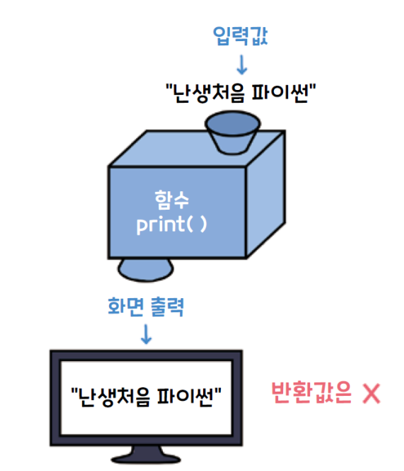 입력값
↓
"난생처음 파이썬"
함수
print( )
화면 출력
↓
"난생처음 파이썬"
반환값은 X